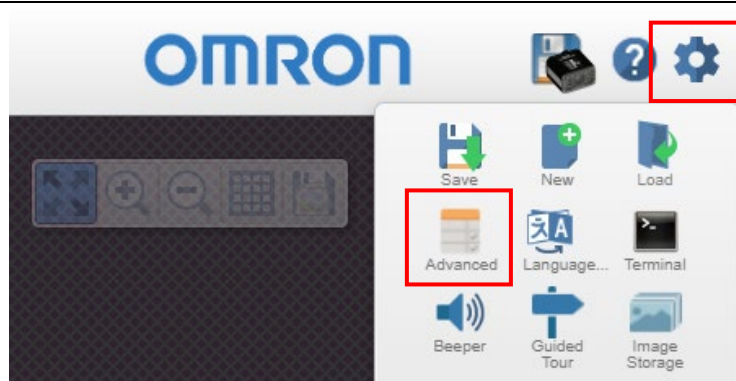 OMRON
Save New Load
Advanced Language... Terminal
Beeper Guided Tour Image Storage